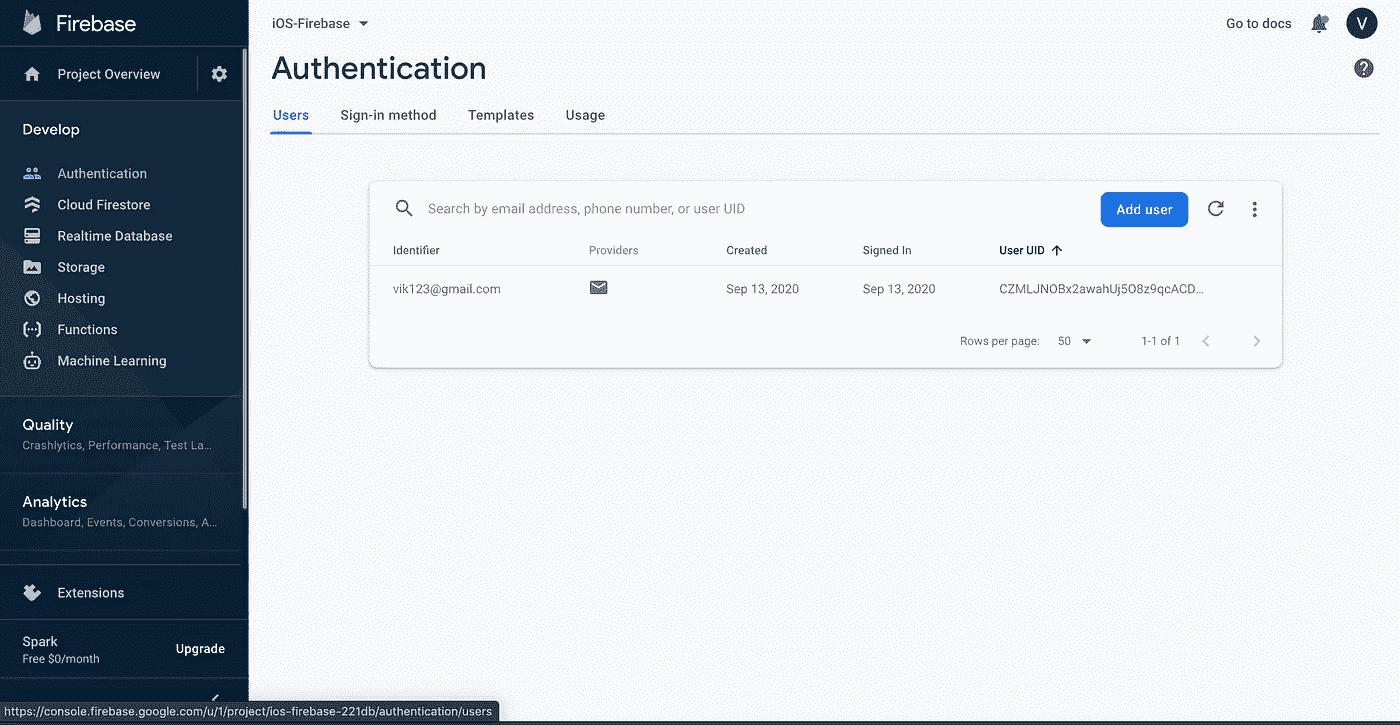 Firebase
Project Overview
Develop
Authentication
Cloud Firestore
Realtime Database
Storage
Hosting
Functions
Machine Learning
Quality
Crashlytics, Performance, Test La...
Analytics
Dashboard, Events, Conversions, A...
Extensions
Spark
Free $0/month
Upgrade
iOS-Firebase
Go to docs
V
Authentication
Users Sign-in method Templates Usage
Search by email address, phone number, or user UID
Add user
Identifier Providers Created Signed In User UID
vik123@gmail.com Sep 13, 2020 Sep 13, 2020 CZMLJNOBx2awahUj5O8z9qcACD...
Rows per page: 50 1-1 of 1
https://console.firebase.google.com/u/1/project/ios-firebase-221db/authentication/users